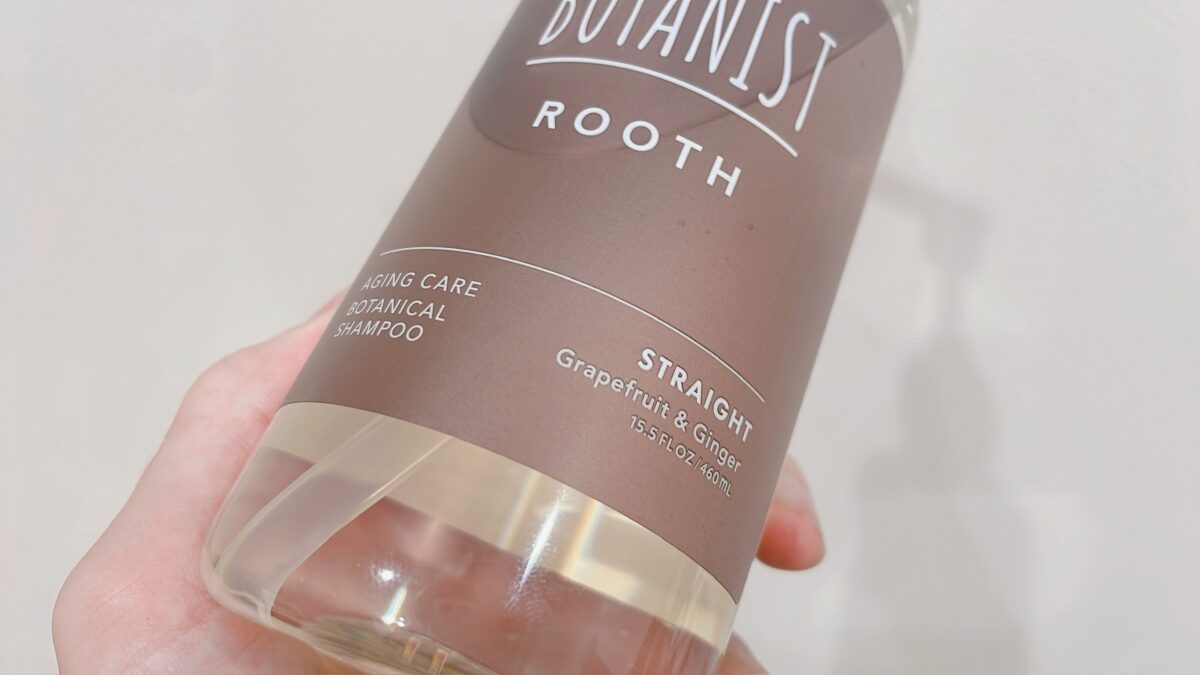 BOTANIST
ROOTH
AGING CARE
BOTANICAL
SHAMPOO
STRAIGHT
Grapefruit & Ginger
15.5 FL OZ / 460 mL